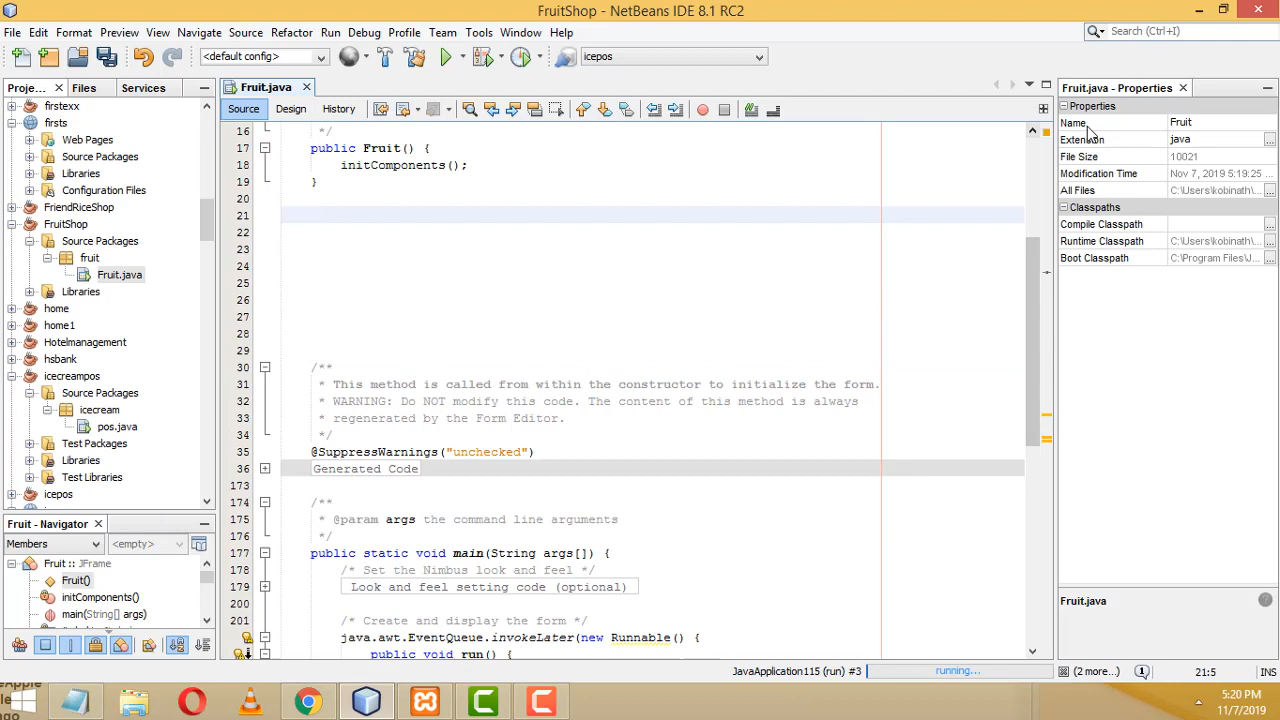 FruitShop - NetBeans IDE 8.1 RC2
File Edit Format Preview View Navigate Source Refactor Run Debug Profile Team Tools Window Help
Search (Ctrl+I)
<default config>
icepos
Proje...
Files
Services
firstexx
firsts
Web Pages
Source Packages
Libraries
Configuration Files
FriendRiceShop
FruitShop
Source Packages
fruit
Fruit.java
Libraries
home
home1
Hotelmanagement
hsbank
icecreampos
Source Packages
icecream
pos.java
Test Packages
Libraries
Test Libraries
icepos
Fruit - Navigator
Members
<empty>
Fruit :: JFrame
Fruit()
initComponents()
main(String[] args)
Fruit.java
Source Design History
16 */
17 public Fruit() {
18 initComponents();
19 }
20
21
22
23
24
25
26
27
28
29
30 /**
31 * This method is called from within the constructor to initialize the form.
32 * WARNING: Do NOT modify this code. The content of this method is always
33 * regenerated by the Form Editor.
34 */
35 @SuppressWarnings("unchecked")
36 Generated Code
173
174 /**
175 * @param args the command line arguments
176 */
177 public static void main(String args[]) {
178 /* Set the Nimbus look and feel */
179 Look and feel setting code (optional)
200
201 /* Create and display the form */
java.awt.EventQueue.invokeLater(new Runnable() {
public void run() {
Fruit.java - Properties
Properties
Name Fruit
Extension java
File Size 10021
Modification Time Nov 7, 2019 5:19:25 ...
All Files C:\Users\kobinath...
Classpaths
Compile Classpath
Runtime Classpath C:\Users\kobinath...
Boot Classpath C:\Program Files\J...
Fruit.java
JavaApplication115 (run) #3
running...
(2 more...)
21:5
INS
5:20 PM
11/7/2019